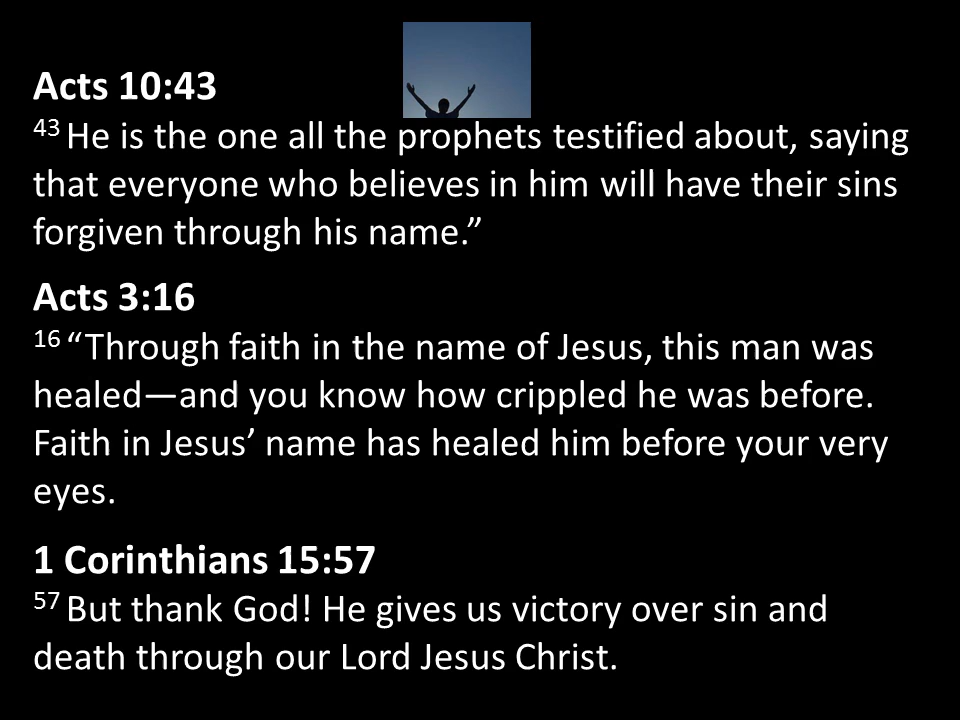 Acts 10:43
43 He is the one all the prophets testified about, saying
that everyone who believes in him will have their sins
forgiven through his name.”
Acts 3:16
16 “Through faith in the name of Jesus, this man was
healed—and you know how crippled he was before.
Faith in Jesus’ name has healed him before your very
eyes.
1 Corinthians 15:57
57 But thank God! He gives us victory over sin and
death through our Lord Jesus Christ.